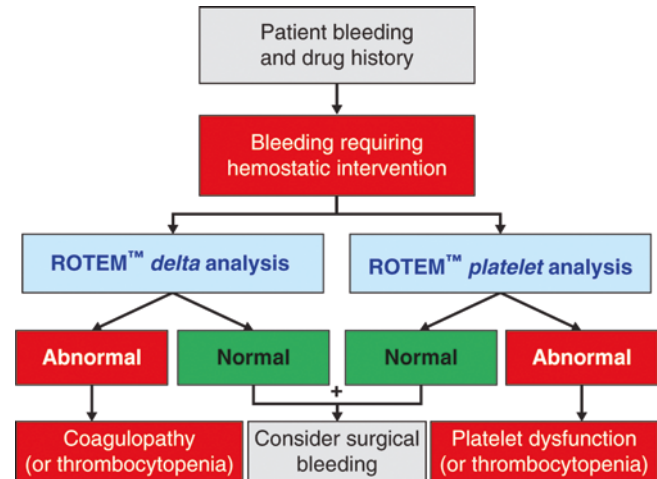 Patient bleeding
and drug history
Bleeding requiring
hemostatic intervention
ROTEM™ delta analysis
ROTEM™ platelet analysis
Abnormal
Normal
Normal
Abnormal
+
Coagulopathy
(or thrombocytopenia)
Consider surgical
bleeding
Platelet dysfunction
(or thrombocytopenia)